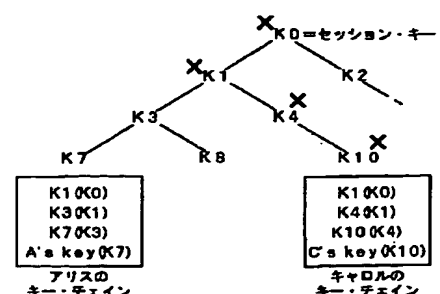 ×K0=セッション・キー
×K1
K2
K3
K4×
K7
K8
K10×
K1(K0)
K3(K1)
K7(K3)
A's key(K7)
アリスの
キー・チェイン
K1(K0)
K4(K1)
K10(K4)
C's key(K10)
キャロルの
キー・チェイン